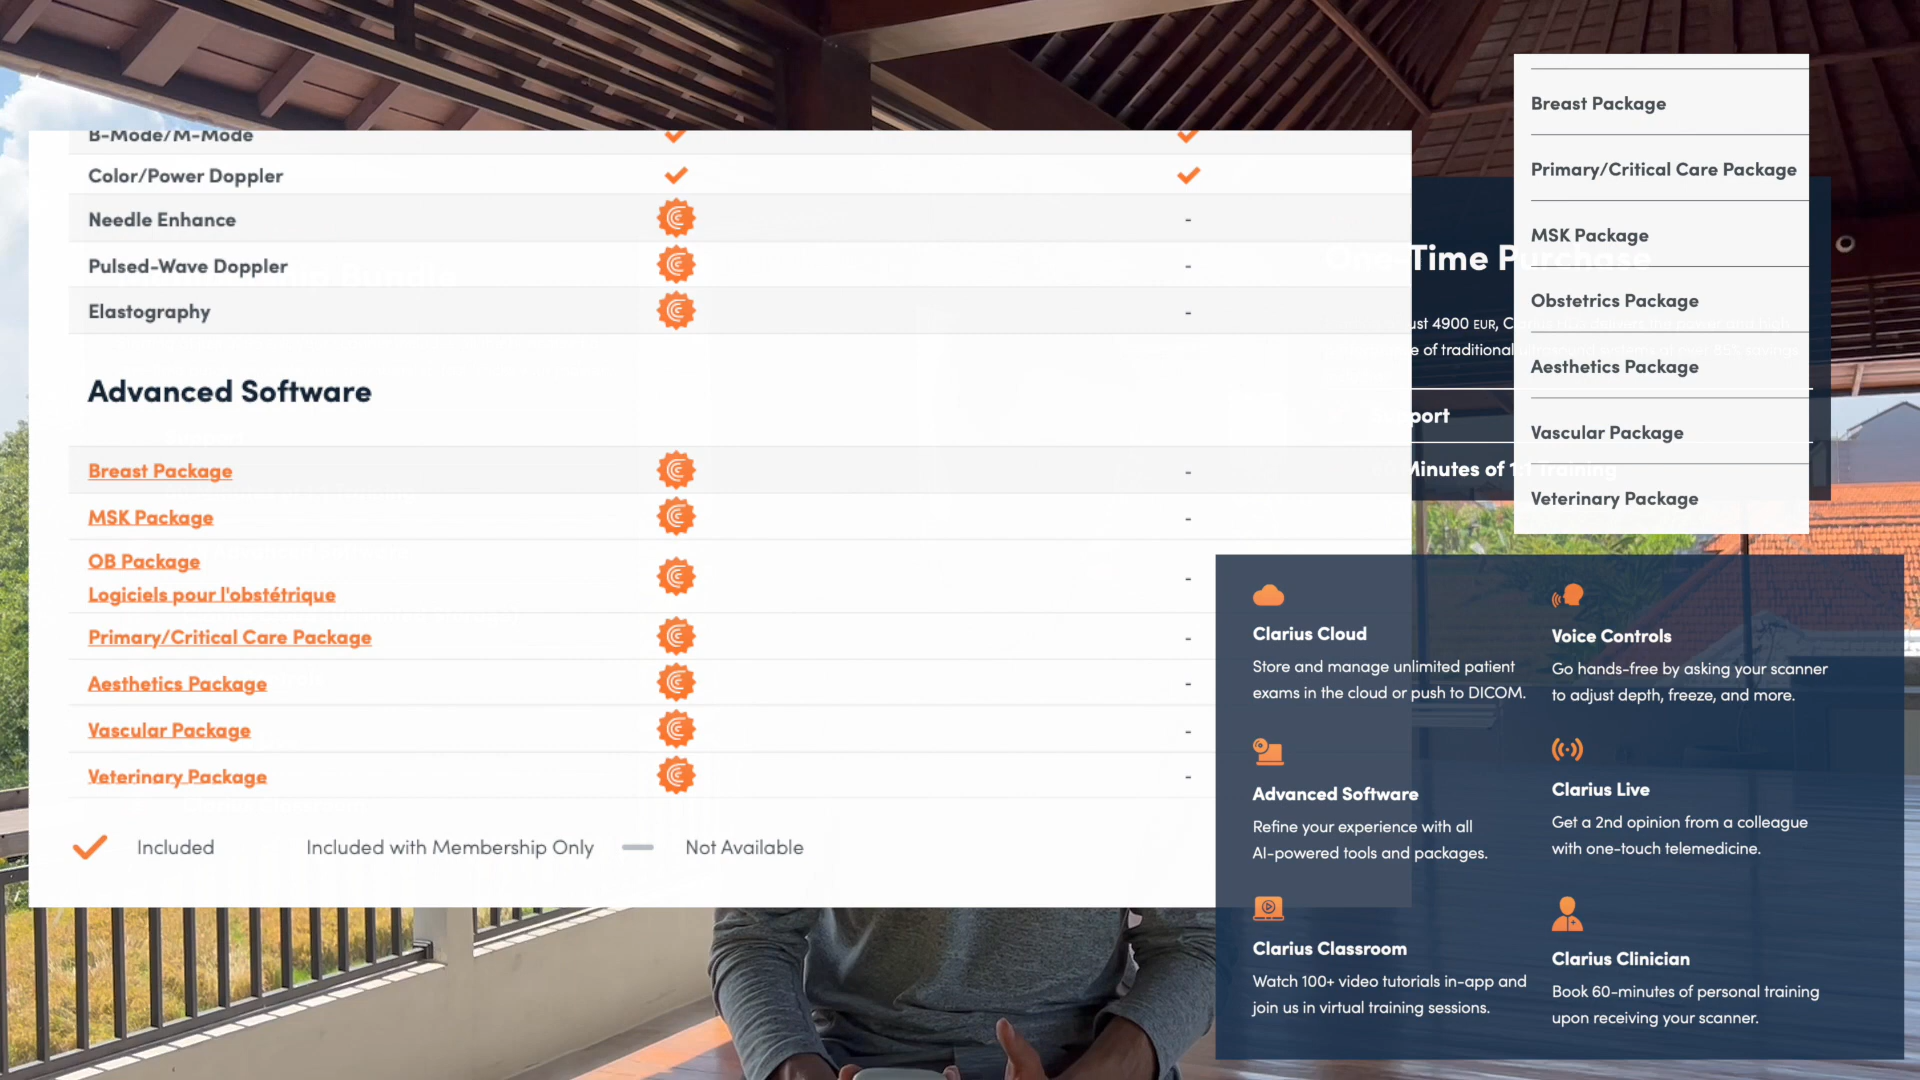 B-Mode/M-Mode
Color/Power Doppler
Needle Enhance
-
Pulsed-Wave Doppler
-
Elastography
-
Advanced Software
Breast Package
-
MSK Package
-
OB Package
Logiciels pour l'obstétrique
-
Primary/Critical Care Package
-
Aesthetics Package
-
Vascular Package
-
Veterinary Package
-
Included
Included with Membership Only
Not Available
One-Time Purchase
ust 4900 EUR,
e of traditional
Support
Minutes of 1:1 Training
Breast Package
Primary/Critical Care Package
MSK Package
Obstetrics Package
Aesthetics Package
Vascular Package
Veterinary Package
Clarius Cloud
Store and manage unlimited patient
exams in the cloud or push to DICOM.
Voice Controls
Go hands-free by asking your scanner
to adjust depth, freeze, and more.
Advanced Software
Refine your experience with all
AI-powered tools and packages.
Clarius Live
Get a 2nd opinion from a colleague
with one-touch telemedicine.
Clarius Classroom
Watch 100+ video tutorials in-app and
join us in virtual training sessions.
Clarius Clinician
Book 60-minutes of personal training
upon receiving your scanner.